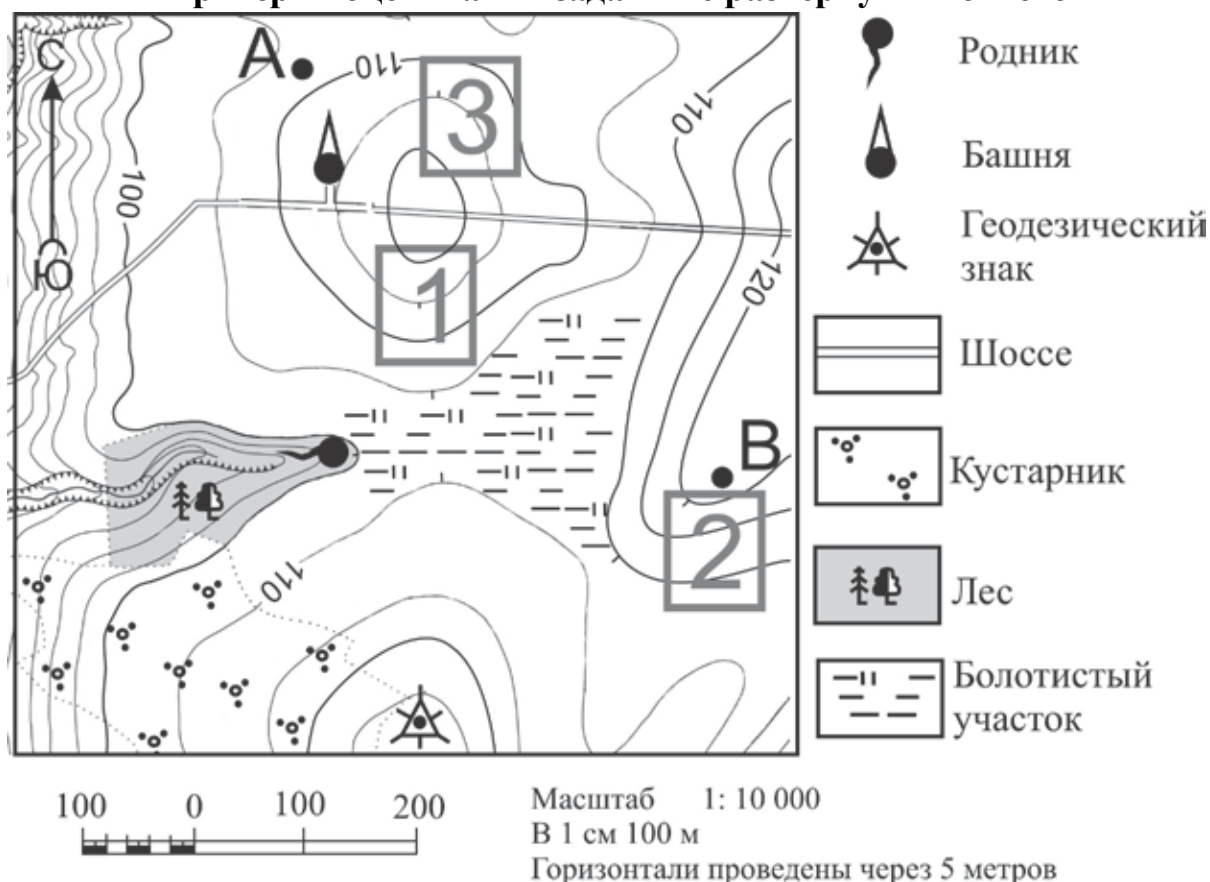 А
В
С
Ю
1
2
3
110
100
110
120
110
Родник
Башня
Геодезический
знак
Шоссе
Кустарник
Лес
Болотистый
участок
100 0 100 200
Масштаб 1: 10 000
В 1 см 100 м
Горизонтали проведены через 5 метров